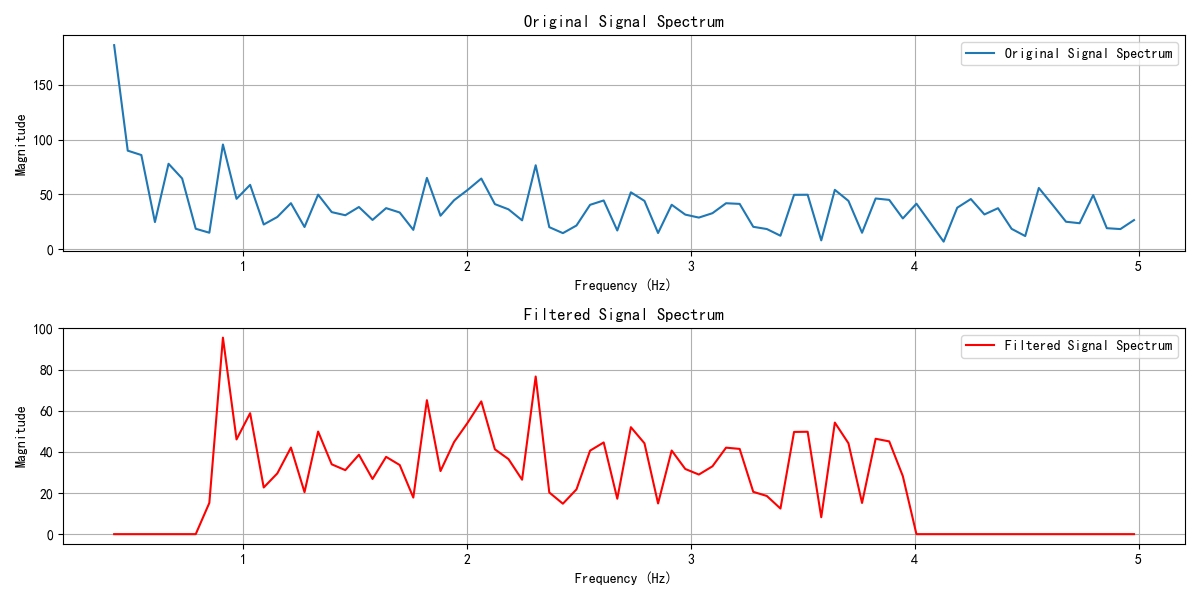 Original Signal Spectrum
Original Signal Spectrum
Magnitude
150
100
50
0
1 2 3 4 5
Frequency (Hz)
Filtered Signal Spectrum
Filtered Signal Spectrum
Magnitude
100
80
60
40
20
0
1 2 3 4 5
Frequency (Hz)